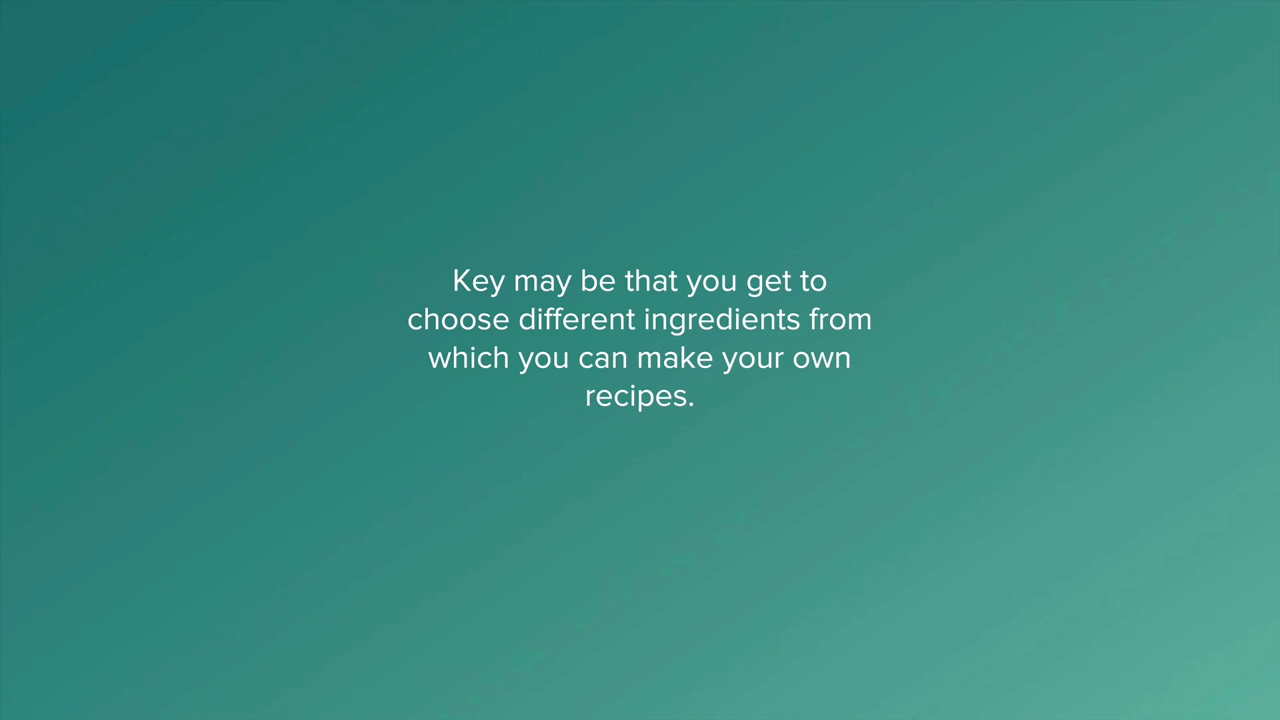 Key may be that you get to
choose different ingredients from
which you can make your own
recipes.